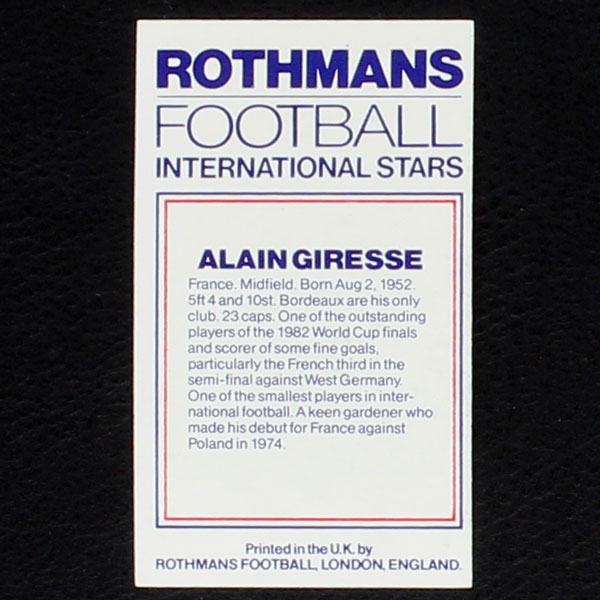 ROTHMANS
FOOTBALL
INTERNATIONAL STARS
ALAIN GIRESSE
France. Midfield. Born Aug 2, 1952.
5ft 4 and 10st. Bordeaux are his only
club. 23 caps. One of the outstanding
players of the 1982 World Cup finals
and scorer of some fine goals,
particularly the French third in the
semi-final against West Germany.
One of the smallest players in inter-
national football. A keen gardener who
made his debut for France against
Poland in 1974.
Printed in the U.K. by
ROTHMANS FOOTBALL, LONDON, ENGLAND.